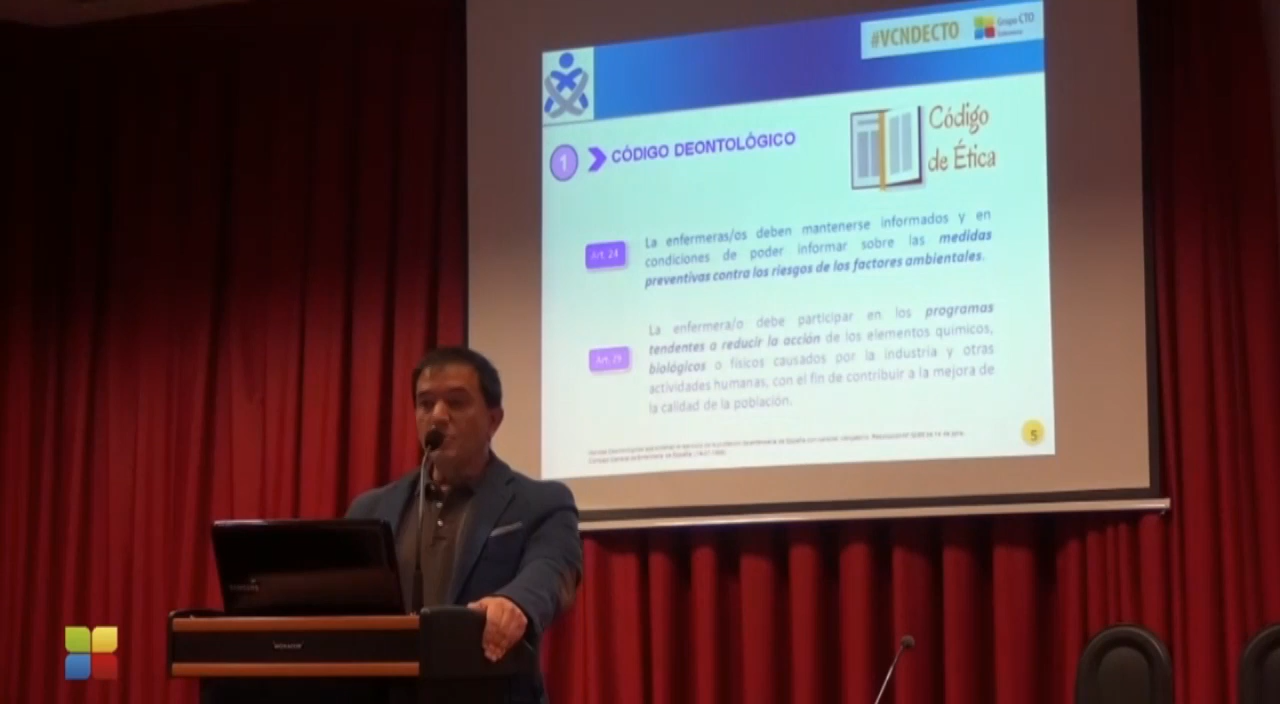 #VCNDECTO
Grupo CTO
1
CÓDIGO DEONTOLÓGICO
Código
de Ética
Art. 24
La enfermeras/os deben mantenerse informados y en
condiciones de poder informar sobre las medidas
preventivas contra los riesgos de los factores ambientales.
Art. 29
La enfermera/o debe participar en los programas
tendentes a reducir la acción de los elementos químicos,
biológicos o físicos causados por la industria y otras
actividades humanas, con el fin de contribuir a la mejora de
la calidad de la población.
5